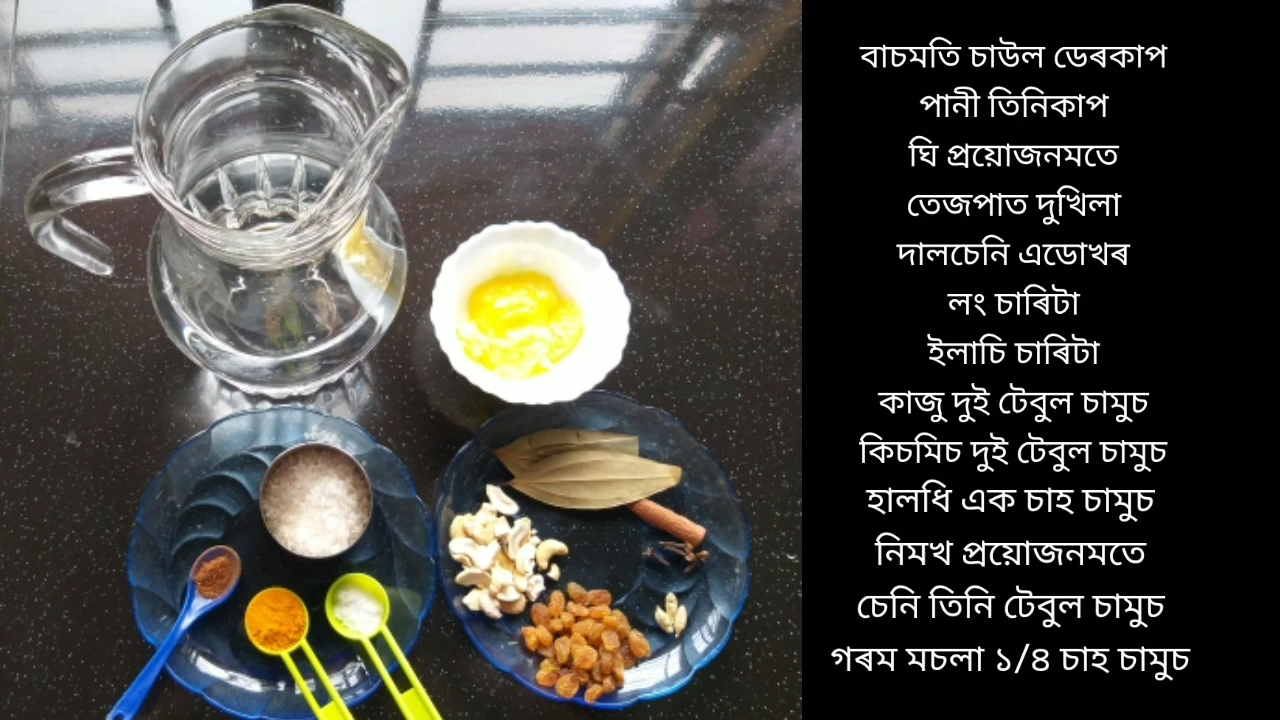 বাচমতি চাউল ডেৰকাপ
পানী তিনিকাপ
ঘি প্ৰয়োজনমতে
তেজপাত দুখিলা
দালচেনি এডোখৰ
লং চাৰিটা
ইলাচি চাৰিটা
কাজু দুই টেবুল চামুচ
কিচমিচ দুই টেবুল চামুচ
হালধি এক চাহ চামুচ
নিমখ প্ৰয়োজনমতে
চেনি তিনি টেবুল চামুচ
গৰম মচলা ১/৪ চাহ চামুচ